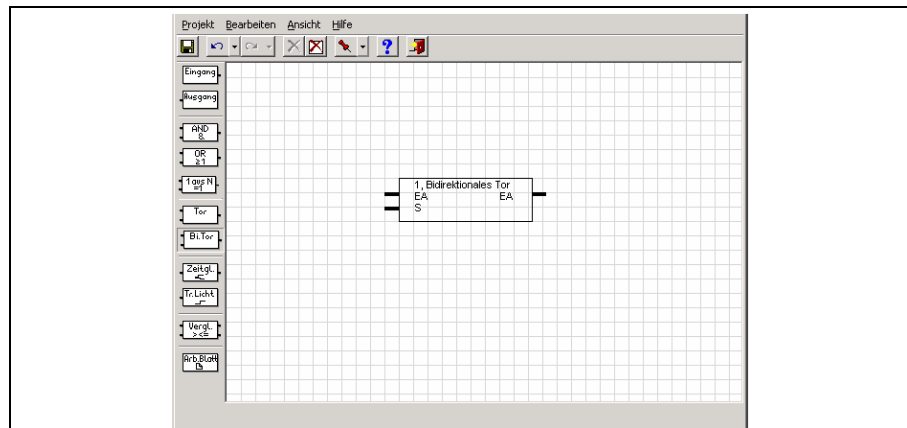 Projekt Bearbeiten Ansicht Hilfe
?
Eingang
Ausgang
AND
&
OR
≥1
1 aus N
=1
Tor
Bi.Tor
Zeitgl.
Tr.Licht
Vergl.
><=
Arb.Blatt
1, Bidirektionales Tor
EA EA
S